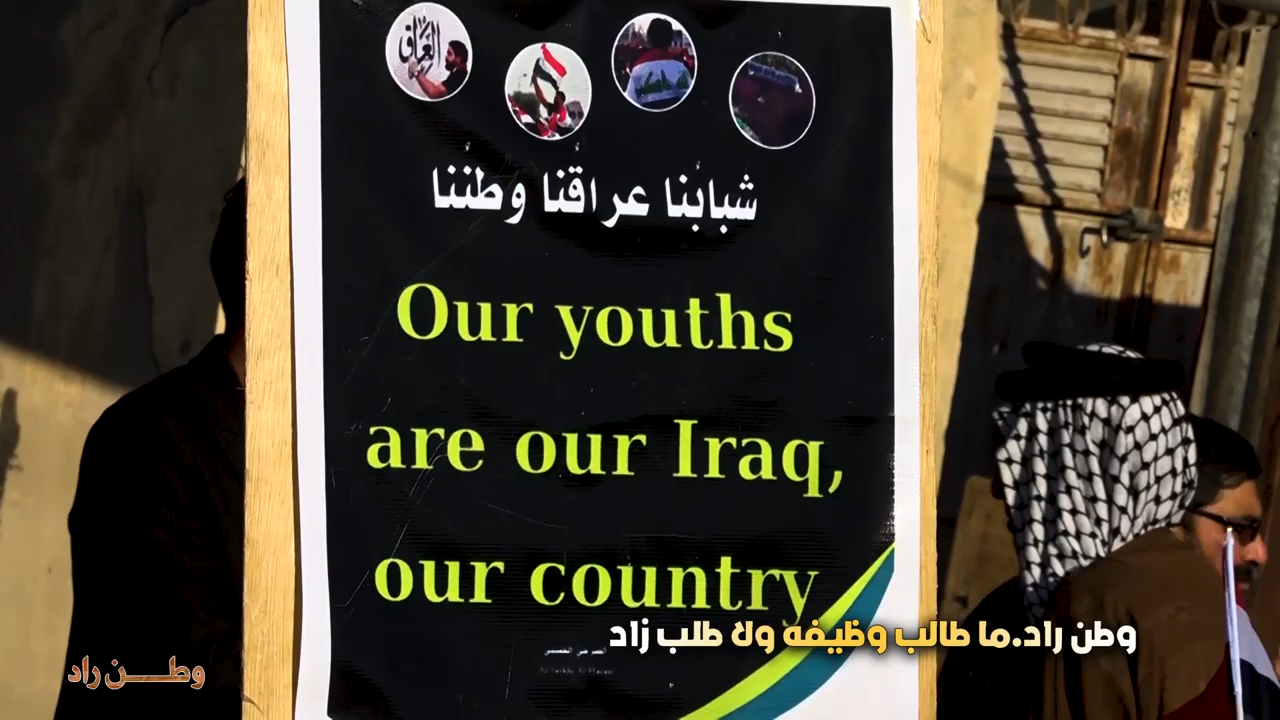 العراق
شبابنا عراقنا وطننا
Our youths
are our Iraq,
our country
وطن راد.ما طالب وظيفه ولا طلب زاد
وطـــن راد